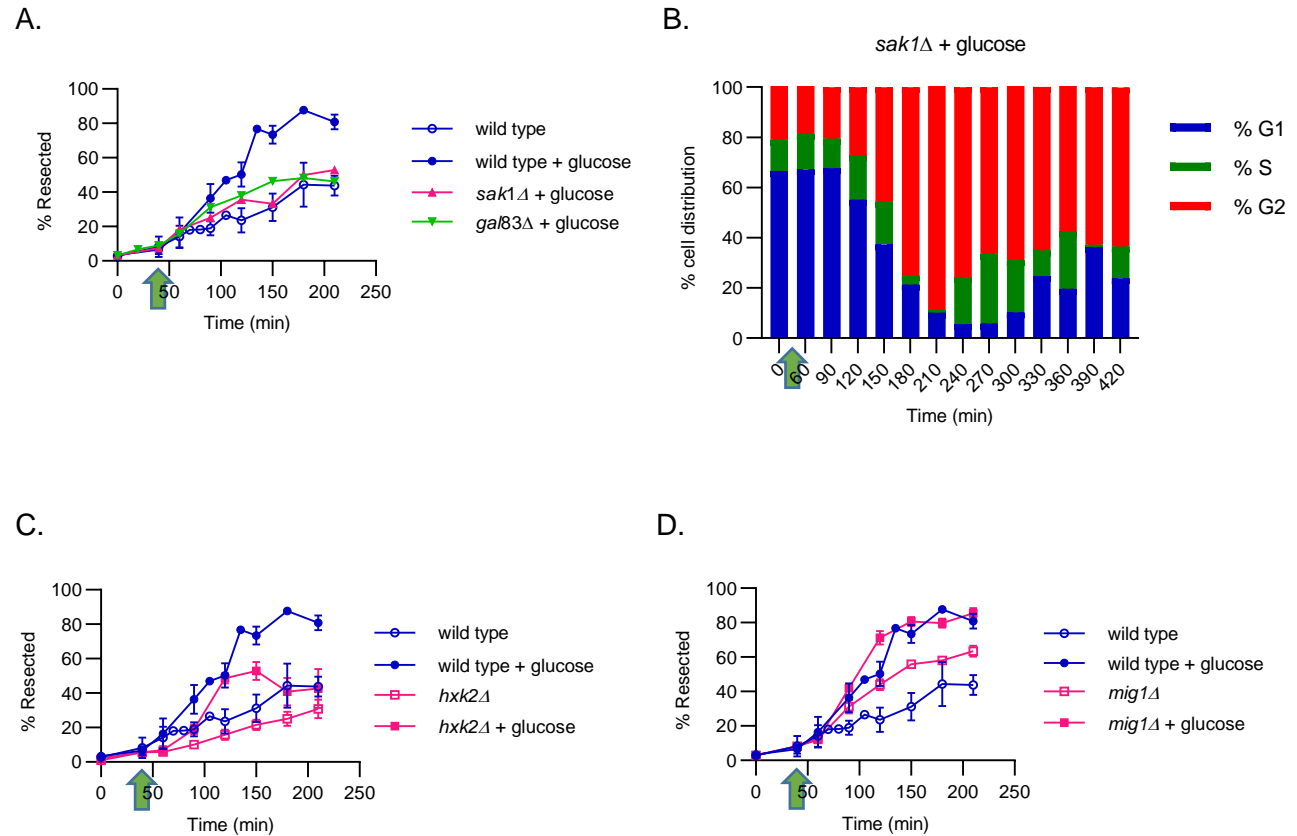 A.
% Resected
100
80
60
40
20
0
0
50
100
150
200
250
Time (min)
wild type
wild type + glucose
sak1Δ + glucose
gal83Δ + glucose
B.
sak1Δ + glucose
% cell distribution
100
80
60
40
20
0
0
60
90
120
150
180
210
240
270
300
330
360
390
420
Time (min)
% G1
% S
% G2
C.
% Resected
100
80
60
40
20
0
0
50
100
150
200
250
Time (min)
wild type
wild type + glucose
hxk2Δ
hxk2Δ + glucose
D.
% Resected
100
80
60
40
20
0
0
50
100
150
200
250
Time (min)
wild type
wild type + glucose
mig1Δ
mig1Δ + glucose